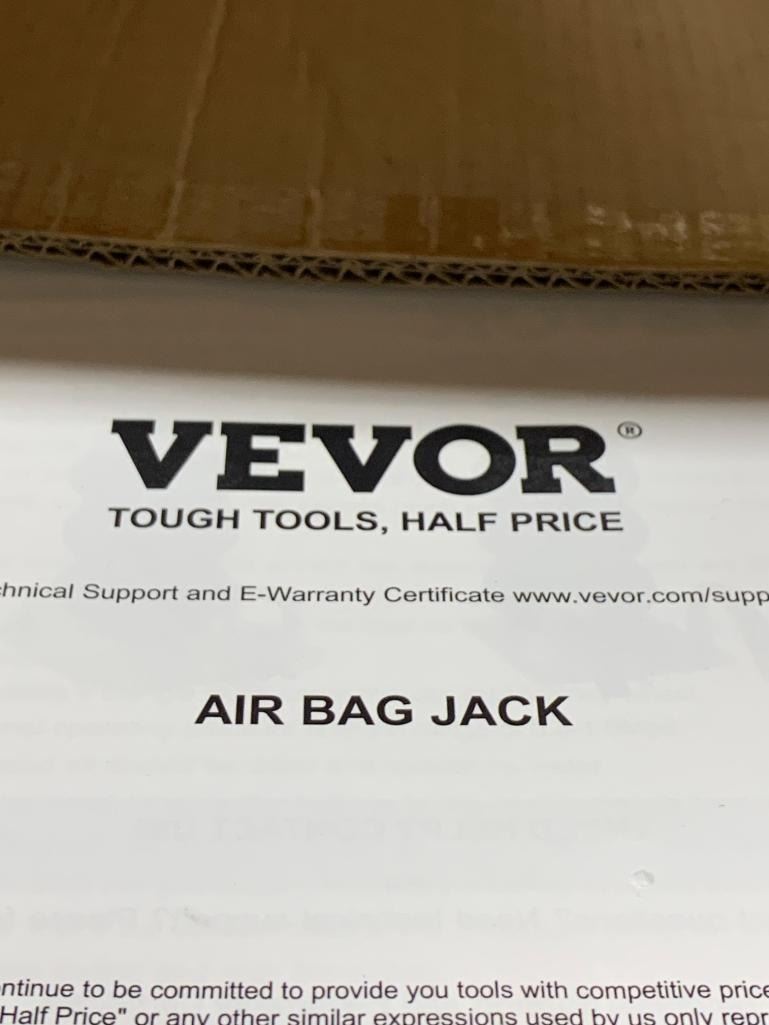 VEVOR®
TOUGH TOOLS, HALF PRICE
chnical Support and E-Warranty Certificate www.vevor.com/supp
AIR BAG JACK
ntinue to be committed to provide you tools with competitive price
Half Price" or any other similar expressions used by us only repr